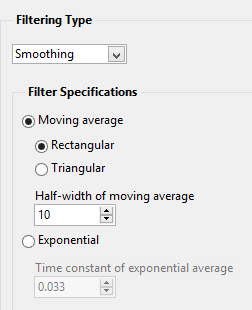 Filtering Type
Smoothing
Filter Specifications
Moving average
Rectangular
Triangular
Half-width of moving average
10
Exponential
Time constant of exponential average
0.033